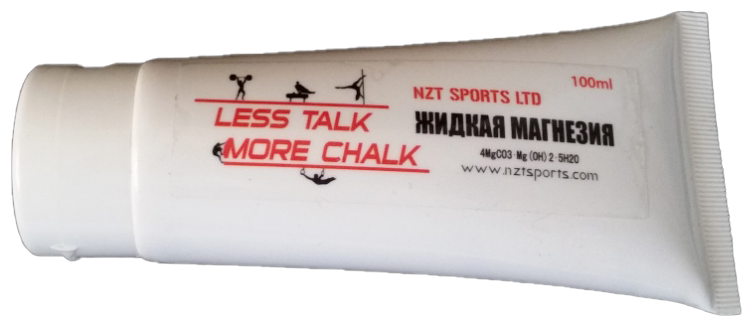 LESS TALK
MORE CHALK
100ml
NZT SPORTS LTD
ЖИДКАЯ МАГНЕЗИЯ
4MgCO3·Mg(OH)2·5H2O
www.nztsports.com